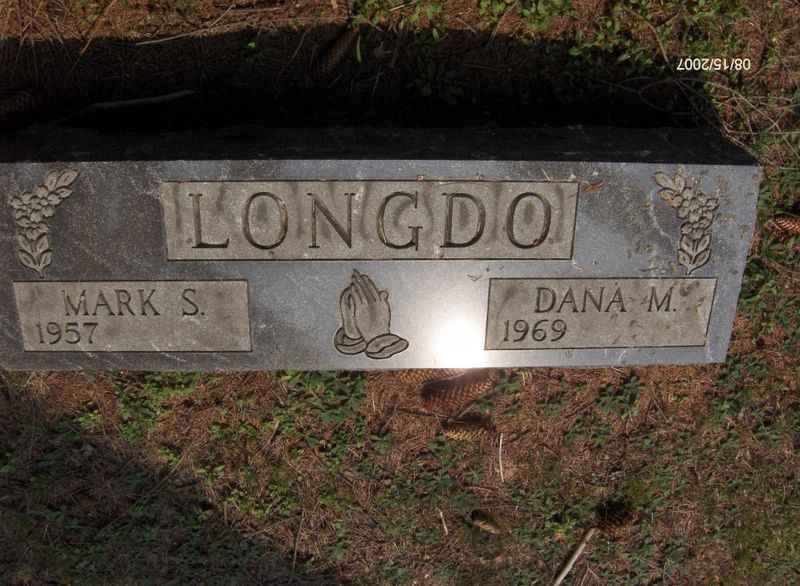 08/15/2007
LONGDO
MARK S.
1957
DANA M.
1969